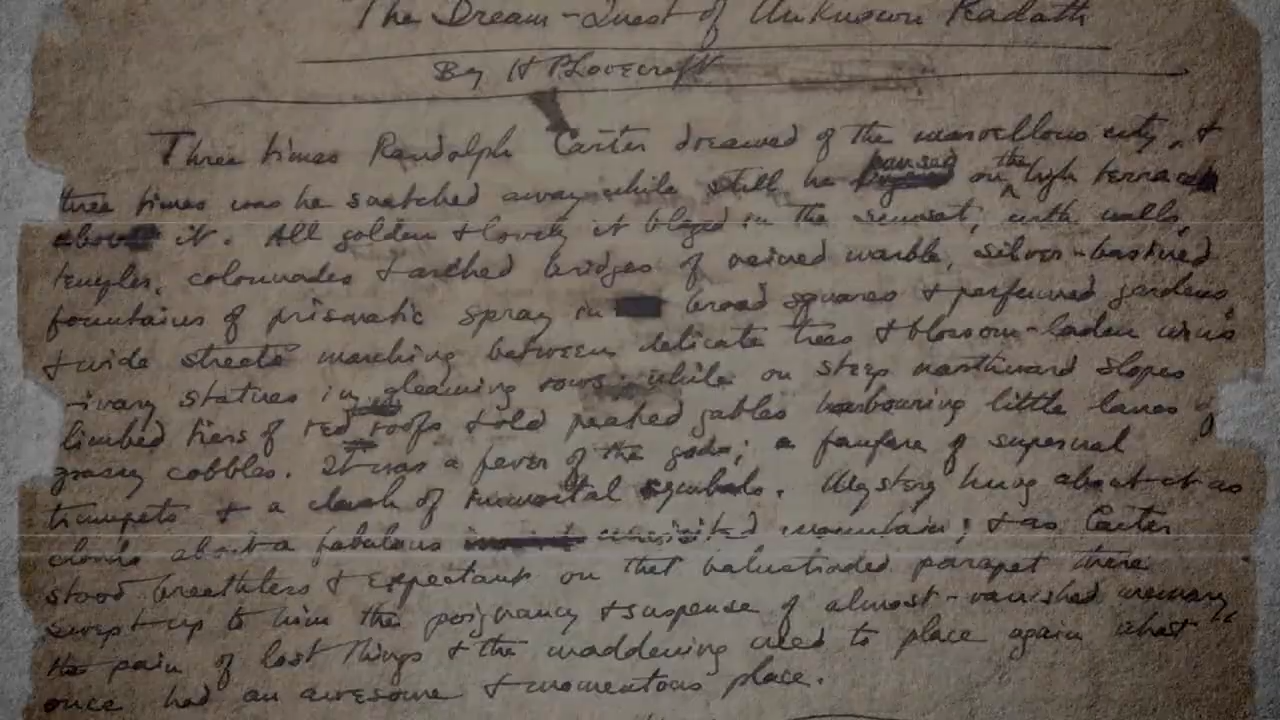 The Dream-Quest of Unknown Kadath
By H P Lovecraft
Three times Randolph Carter dreamed of the marvellous city, &
three times was he snatched away while still he paused on the high terrace
above it. All golden & lovely it blazed in the sunset, with walls,
temples, colonnades & arched bridges of veined marble, silver-basined
fountains of prismatic spray in broad squares & perfumed gardens,
& wide streets marching between delicate trees & blossom-laden urns
ivory statues in gleaming rows; while on steep northward slopes
limbed tiers of red roofs & old peaked gables harbouring little lanes of
grassy cobbles. It was a fever of the gods; a fanfare of supernal
trumpets & a clash of immortal cymbals. Mystery hung about it as
clouds about a fabulous unvisited mountain; & as Carter
stood breathless & expectant on that balustraded parapet there
swept up to him the poignancy & suspense of almost-vanished memory,
the pain of lost things & the maddening need to place again what
once had an awesome & momentous place.